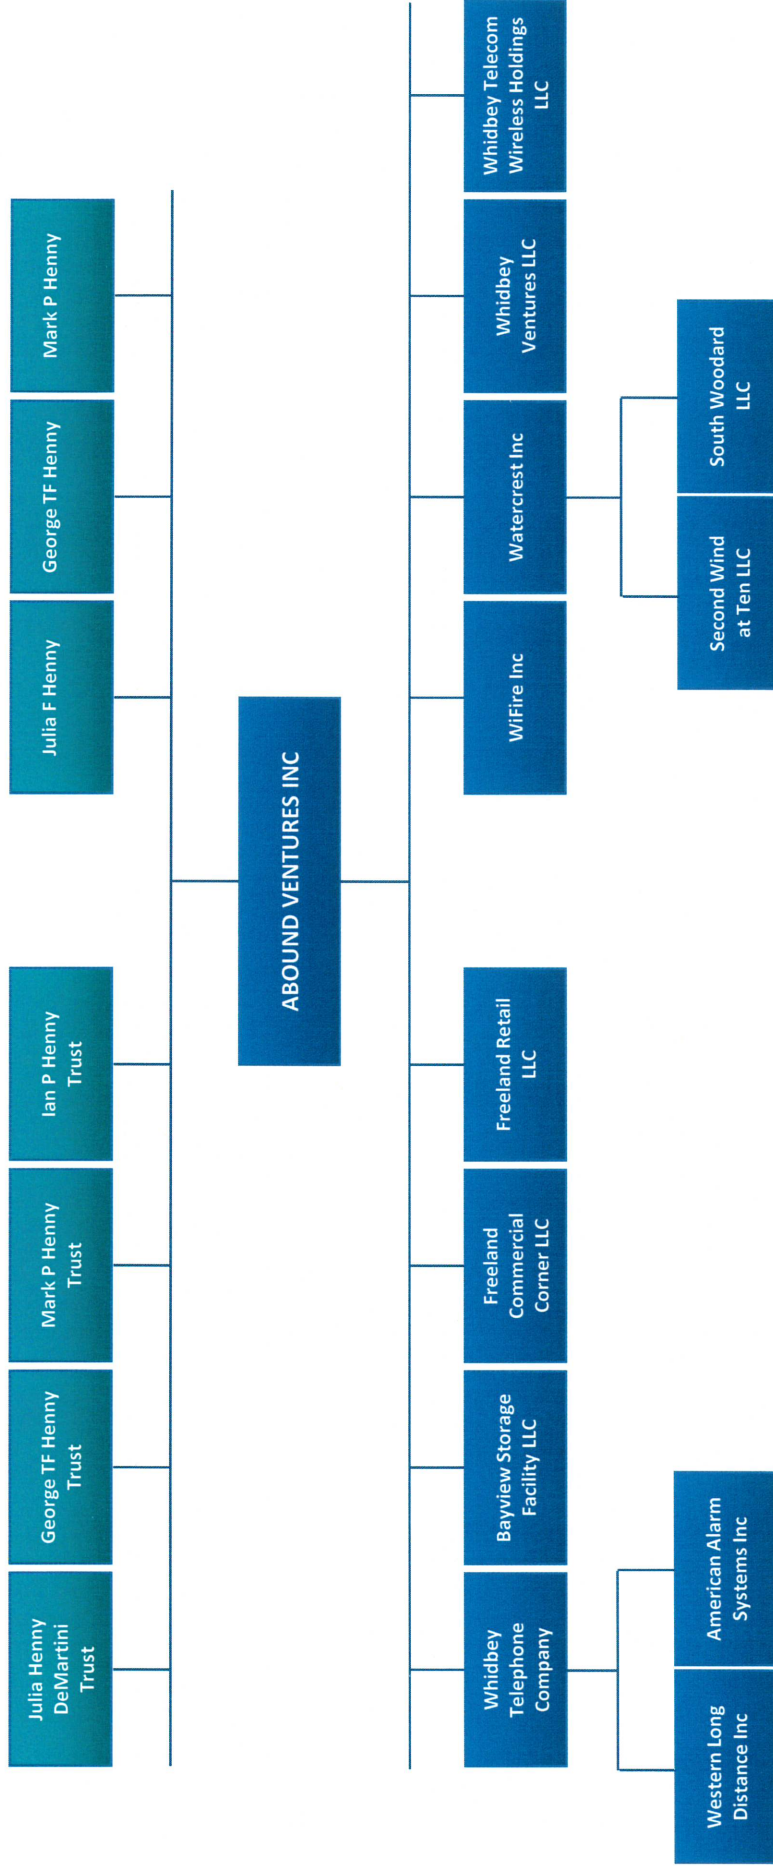 Julia Henny
DeMartini
Trust
George TF Henny
Trust
Mark P Henny
Trust
Ian P Henny
Trust
Julia F Henny
George TF Henny
Mark P Henny
ABOUND VENTURES INC
Whidbey
Telephone
Company
Bayview Storage
Facility LLC
Freeland
Commercial
Corner LLC
Freeland Retail
LLC
WiFire Inc
Watercrest Inc
Whidbey
Ventures LLC
Whidbey Telecom
Wireless Holdings
LLC
Western Long
Distance Inc
American Alarm
Systems Inc
Second Wind
at Ten LLC
South Woodard
LLC